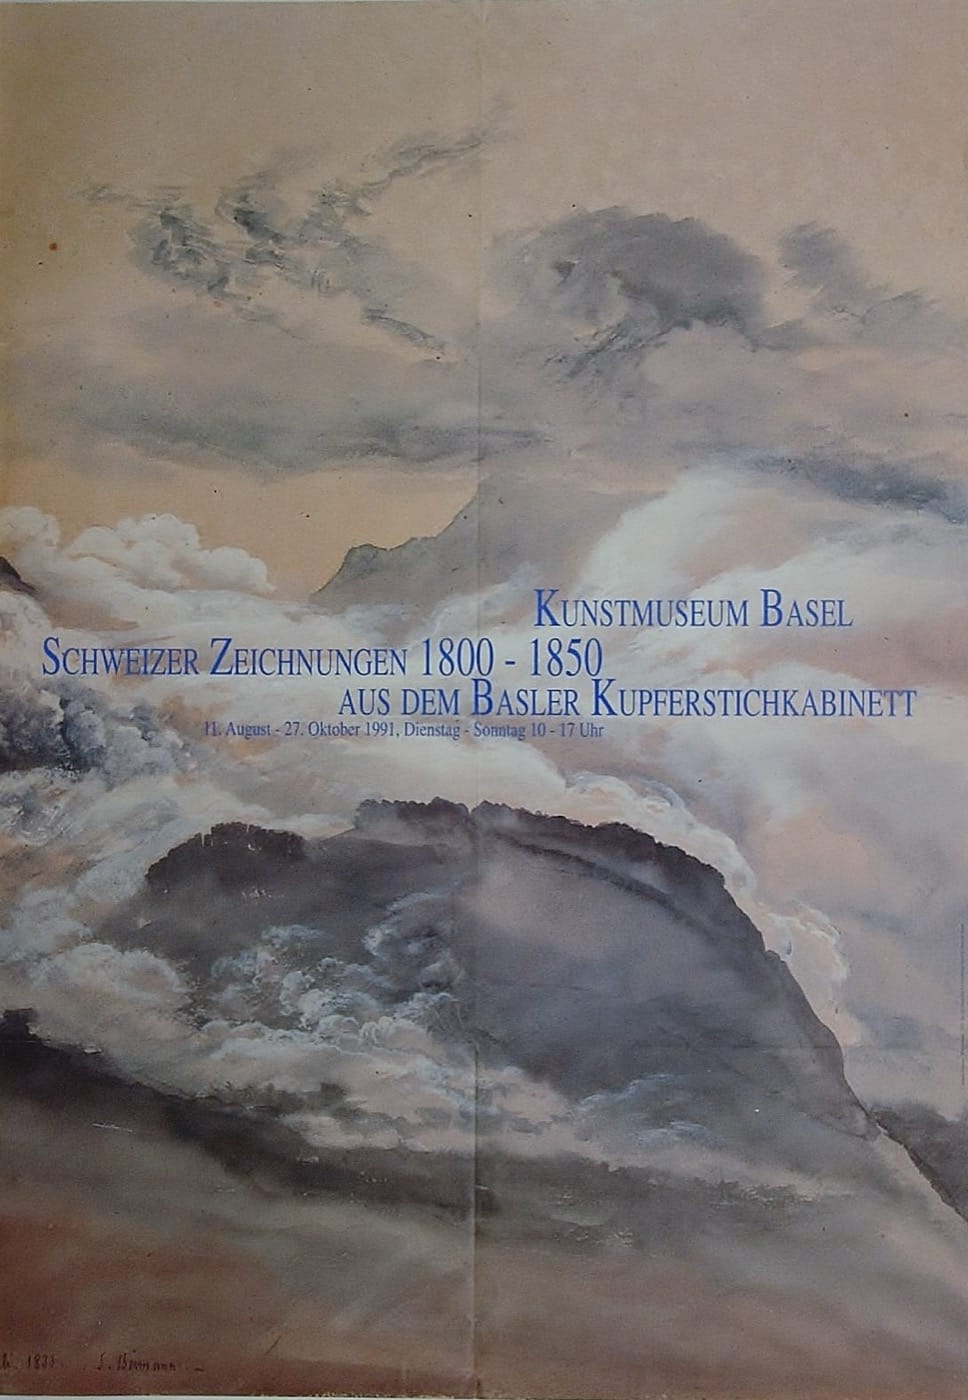 Kunstmuseum Basel
Schweizer Zeichnungen 1800 - 1850
aus dem Basler Kupferstichkabinett
11. August - 27. Oktober 1991, Dienstag - Sonntag 10 - 17 Uhr